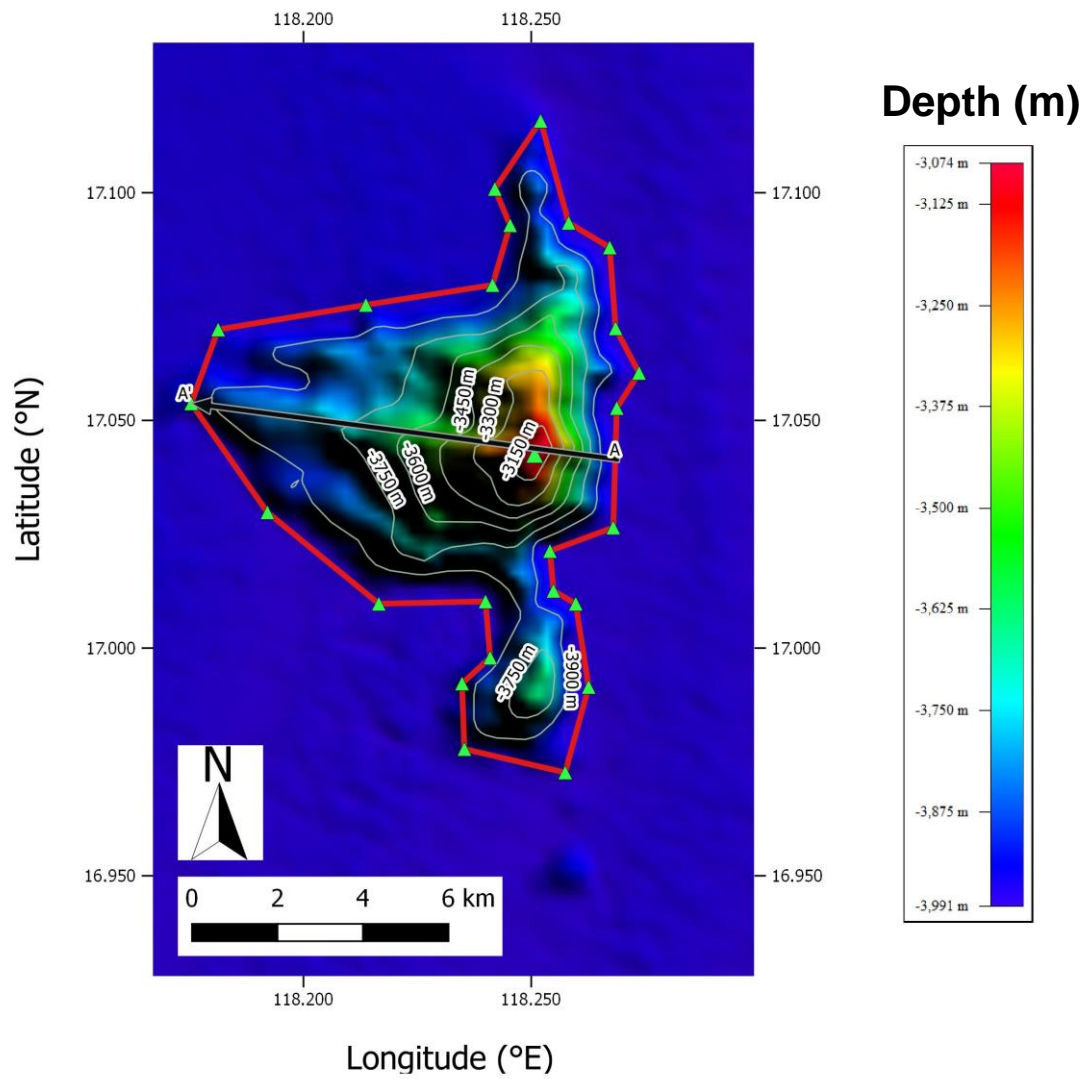 118.200 118.250
Depth (m)
-3,074 m
17.100 17.100
-3,125 m
-3,250 m
A'
-3450 m
-3300 m
17.050 17.050
-3,375 m
A
-3150 m
-3600 m
-3750 m
Latitude (°N)
-3,500 m
-3,625 m
17.000 17.000
-3750 m
-3900 m
-3,750 m
N
-3,875 m
16.950 16.950
0 2 4 6 km
-3,991 m
118.200 118.250
Longitude (°E)